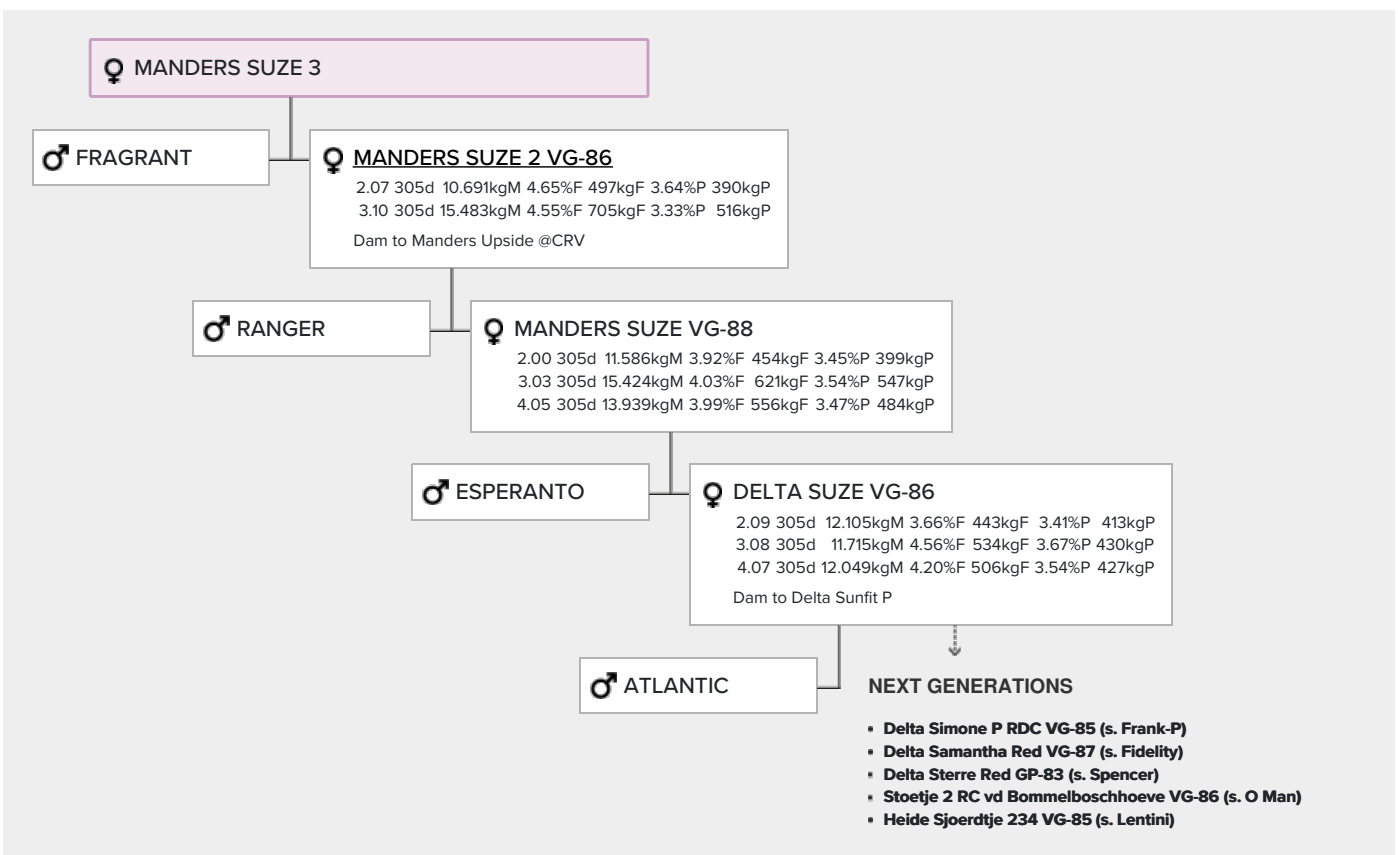 MANDERS SUZE 3
FRAGRANT
MANDERS SUZE 2 VG-86
2.07 305d 10.691kgM 4.65%F 497kgF 3.64%P 390kgP
3.10 305d 15.483kgM 4.55%F 705kgF 3.33%P 516kgP
Dam to Manders Upside @CRV
RANGER
MANDERS SUZE VG-88
2.00 305d 11.586kgM 3.92%F 454kgF 3.45%P 399kgP
3.03 305d 15.424kgM 4.03%F 621kgF 3.54%P 547kgP
4.05 305d 13.939kgM 3.99%F 556kgF 3.47%P 484kgP
ESPERANTO
DELTA SUZE VG-86
2.09 305d 12.105kgM 3.66%F 443kgF 3.41%P 413kgP
3.08 305d 11.715kgM 4.56%F 534kgF 3.67%P 430kgP
4.07 305d 12.049kgM 4.20%F 506kgF 3.54%P 427kgP
Dam to Delta Sunfit P
ATLANTIC
NEXT GENERATIONS
• Delta Simone P RDC VG-85 (s. Frank-P)
• Delta Samantha Red VG-87 (s. Fidelity)
• Delta Sterre Red GP-83 (s. Spencer)
• Stoetje 2 RC vd Bommelboschhoeve VG-86 (s. O Man)
• Heide Sjoerdtje 234 VG-85 (s. Lentini)